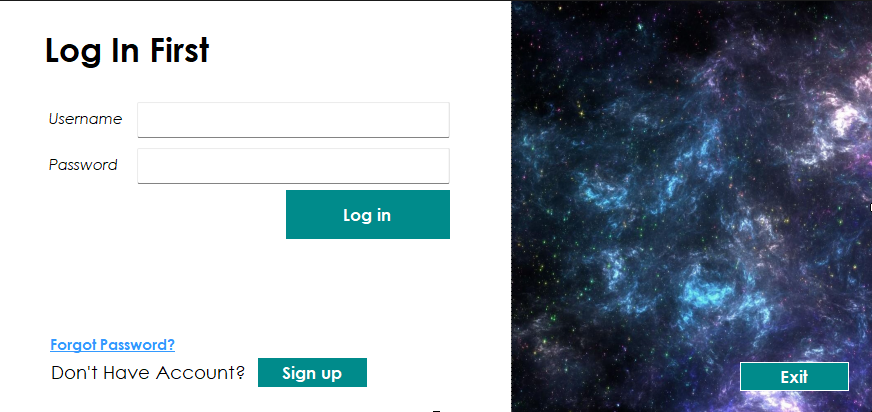 Log In First
Username
Password
Log in
Forgot Password?
Don't Have Account? Sign up
Exit